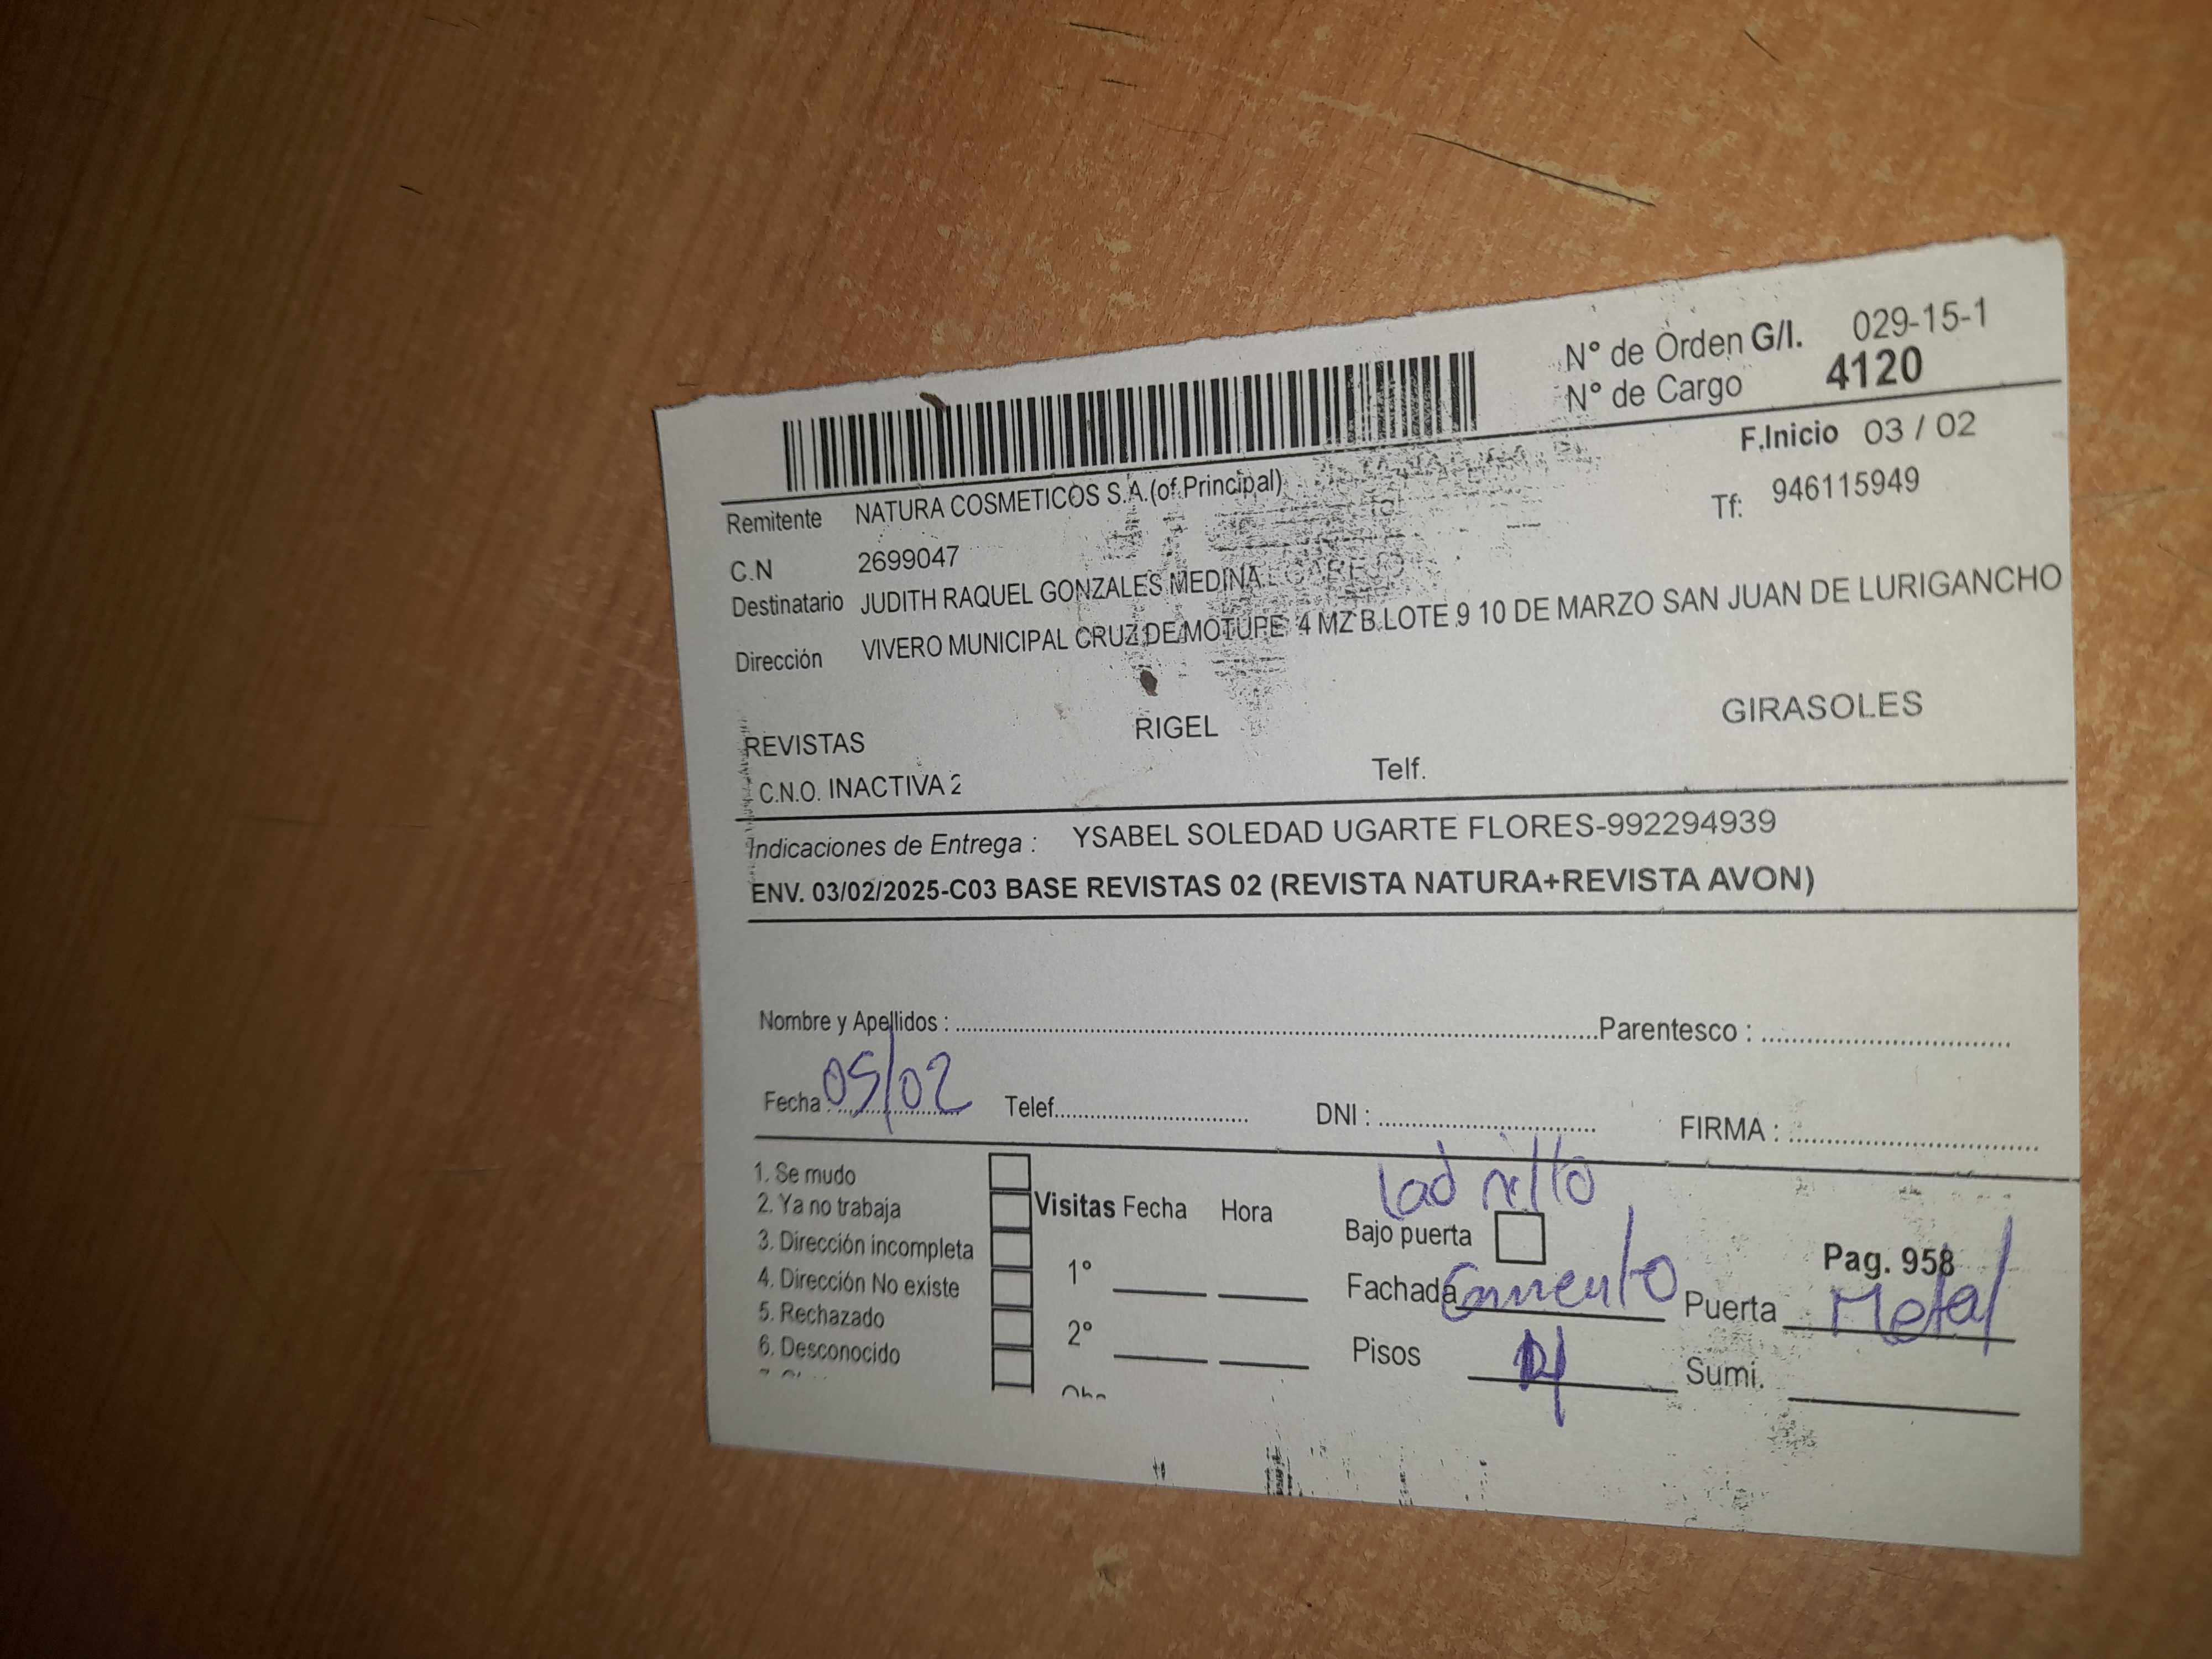 N° de Orden G/I. 029-15-1
N° de Cargo 4120
F.Inicio 03 / 02
Remitente NATURA COSMETICOS S.A.(of.Principal)
Tf: 946115949
C.N 2699047
Destinatario JUDITH RAQUEL GONZALES MEDINA
Dirección VIVERO MUNICIPAL CRUZ DE MOTUPE 4 MZ B LOTE 9 10 DE MARZO SAN JUAN DE LURIGANCHO
REVISTAS RIGEL GIRASOLES
C.N.O. INACTIVA 2 Telf.
Indicaciones de Entrega : YSABEL SOLEDAD UGARTE FLORES-992294939
ENV. 03/02/2025-C03 BASE REVISTAS 02 (REVISTA NATURA+REVISTA AVON)
Nombre y Apellidos : Parentesco :
Fecha : 05/02 Telef. DNI : FIRMA :
1. Se mudo
2. Ya no trabaja
3. Dirección incompleta
4. Dirección No existe
5. Rechazado
6. Desconocido
Visitas Fecha Hora
1°
2°
ladrillo
Bajo puerta
Pag. 958
Fachada Puerta Metal
Pisos Sumi.